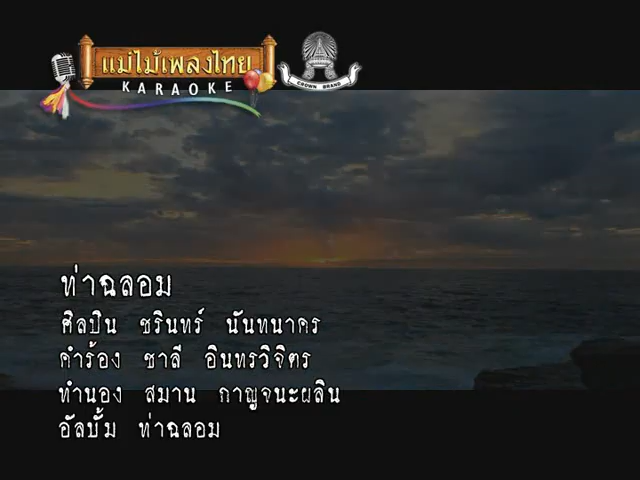 แม่ไม้เพลงไทย
KARAOKE
CROWN BRAND
ท่าฉลอม
ศิลปิน ชรินทร์ นันทนาคร
คำร้อง ชาลี อินทรวิจิตร
ทำนอง สมาน กาญจนะผลิน
อัลบั้ม ท่าฉลอม